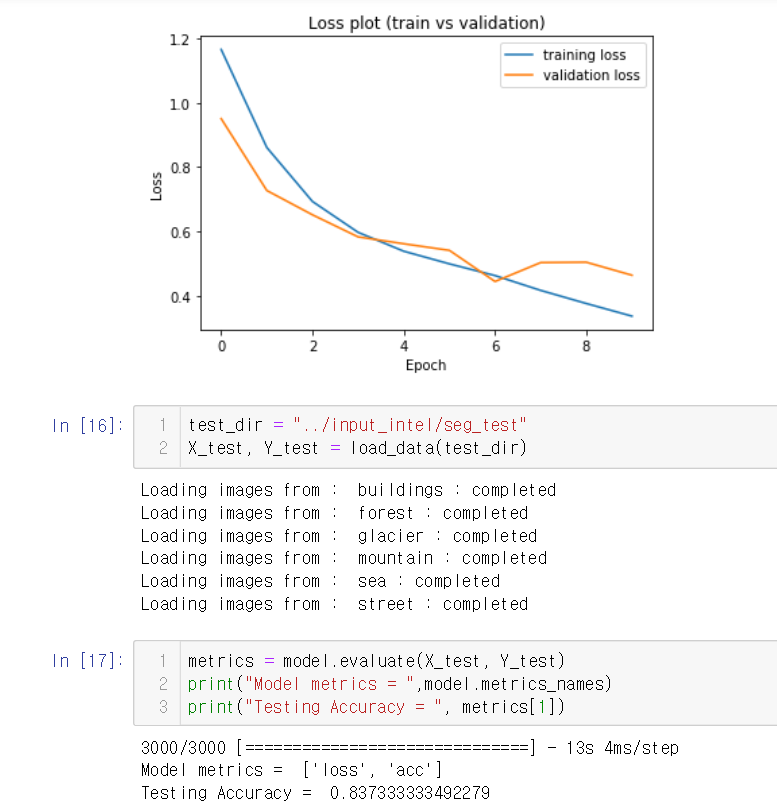 Loss plot (train vs validation)
1.2
1.0
0.8
0.6
0.4
Loss
training loss
validation loss
0 2 4 6 8
Epoch
In [16]:
1 test_dir = "../input_intel/seg_test"
2 X_test, Y_test = load_data(test_dir)
Loading images from : buildings : completed
Loading images from : forest : completed
Loading images from : glacier : completed
Loading images from : mountain : completed
Loading images from : sea : completed
Loading images from : street : completed
In [17]:
1 metrics = model.evaluate(X_test, Y_test)
2 print("Model metrics = ",model.metrics_names)
3 print("Testing Accuracy = ", metrics[1])
3000/3000 [==============================] - 13s 4ms/step
Model metrics = ['loss', 'acc']
Testing Accuracy = 0.837333333492279